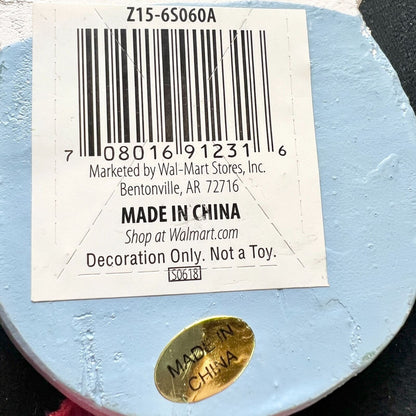 Z15-6S060A
7 08016 91231 6
Marketed by Wal-Mart Stores, Inc.
Bentonville, AR 72716
MADE IN CHINA
Shop at Walmart.com
Decoration Only. Not a Toy.
S0618
MADE IN
CHINA